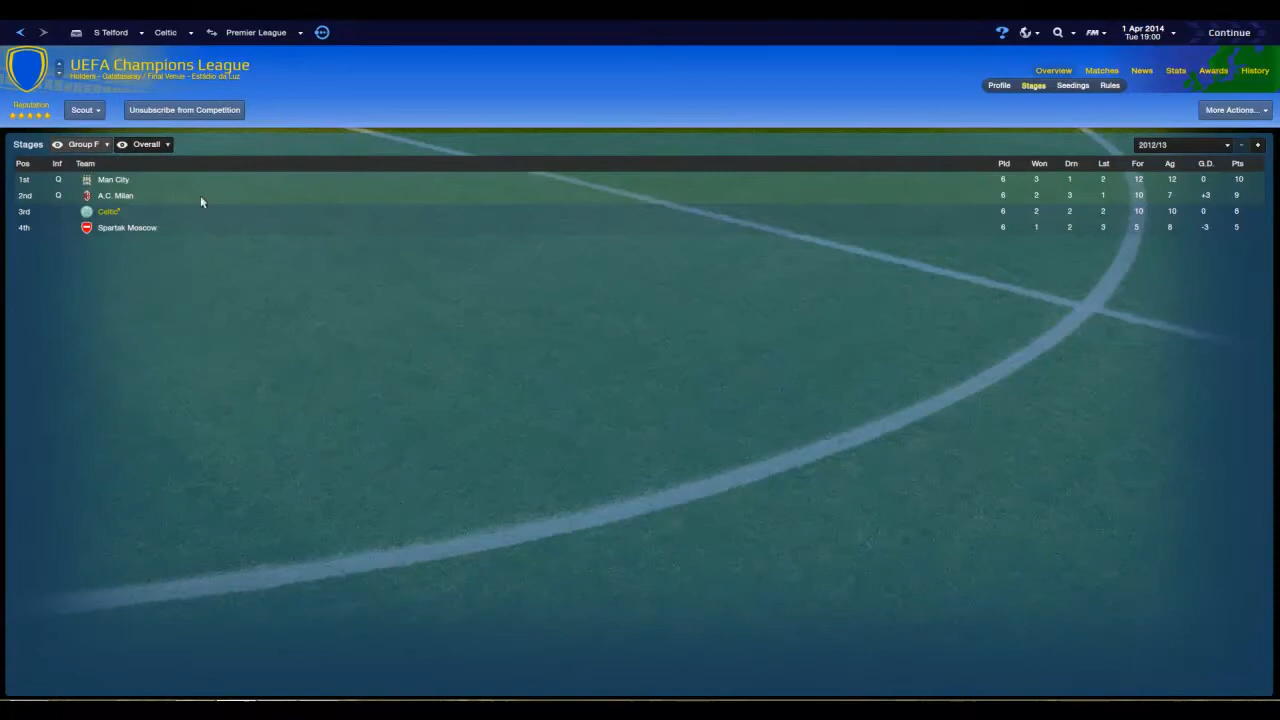 S Telford Celtic Premier League FM 1 Apr 2014 Continue
Tue 19:00
UEFA Champions League
Holders - Galatasaray / Final Venue - Estádio da Luz
Overview Matches News Stats Awards History
Profile Stages Seedings Rules
Reputation
Scout Unsubscribe from Competition More Actions...
Stages Group F Overall 2012/13
Pos Inf Team Pld Won Drn Lst For Ag G.D. Pts
1st Q Man City 6 3 1 2 12 12 0 10
2nd Q A.C. Milan 6 2 3 1 10 7 +3 9
3rd Celtic 6 2 2 2 10 10 0 8
4th Spartak Moscow 6 1 2 3 5 8 -3 5